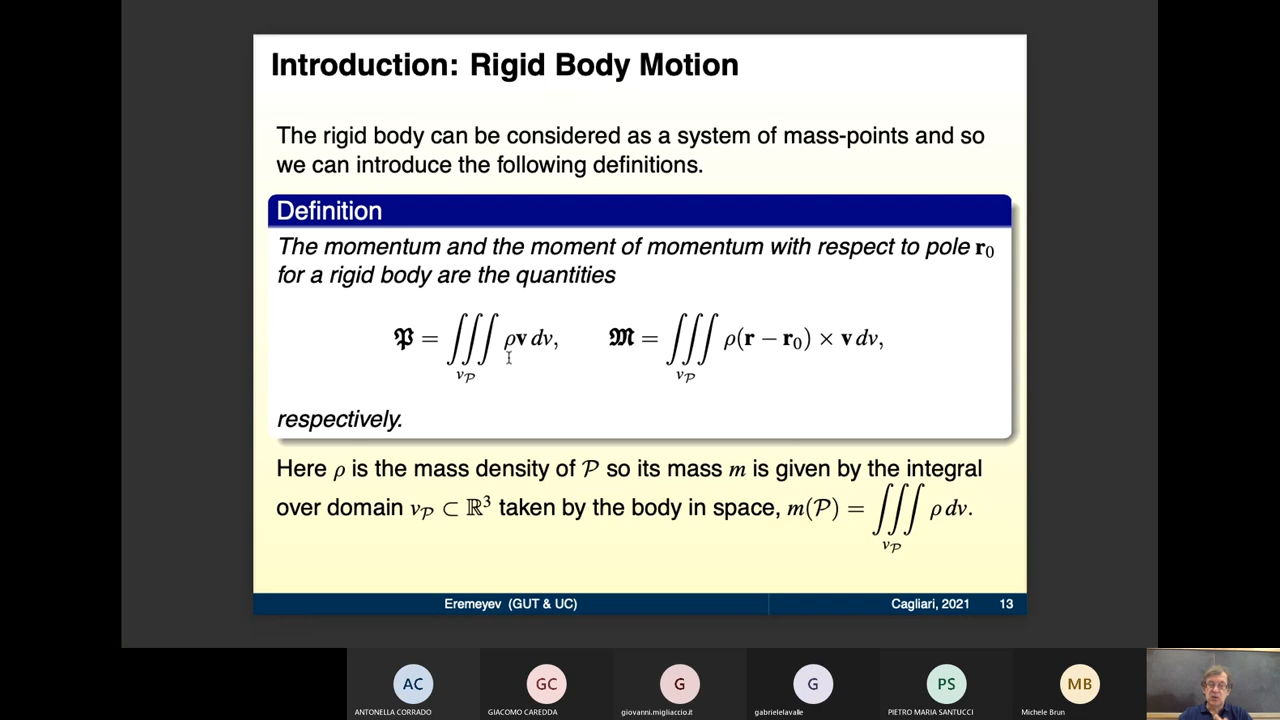 Introduction: Rigid Body Motion
The rigid body can be considered as a system of mass-points and so
we can introduce the following definitions.
Definition
The momentum and the moment of momentum with respect to pole r₀
for a rigid body are the quantities
𝕻 = ∭_{v_𝒫} ρv dv, 𝕸 = ∭_{v_𝒫} ρ(r − r₀) × v dv,
respectively.
Here ρ is the mass density of 𝒫 so its mass m is given by the integral
over domain v_𝒫 ⊂ ℝ³ taken by the body in space, m(𝒫) = ∭_{v_𝒫} ρ dv.
Eremeyev (GUT & UC) Cagliari, 2021 13
AC GC G G PS MB
ANTONELLA CORRADO GIACOMO CAREDDA giovanni.migliaccio.it gabrielelavalle PIETRO MARIA SANTUCCI Michele Brun